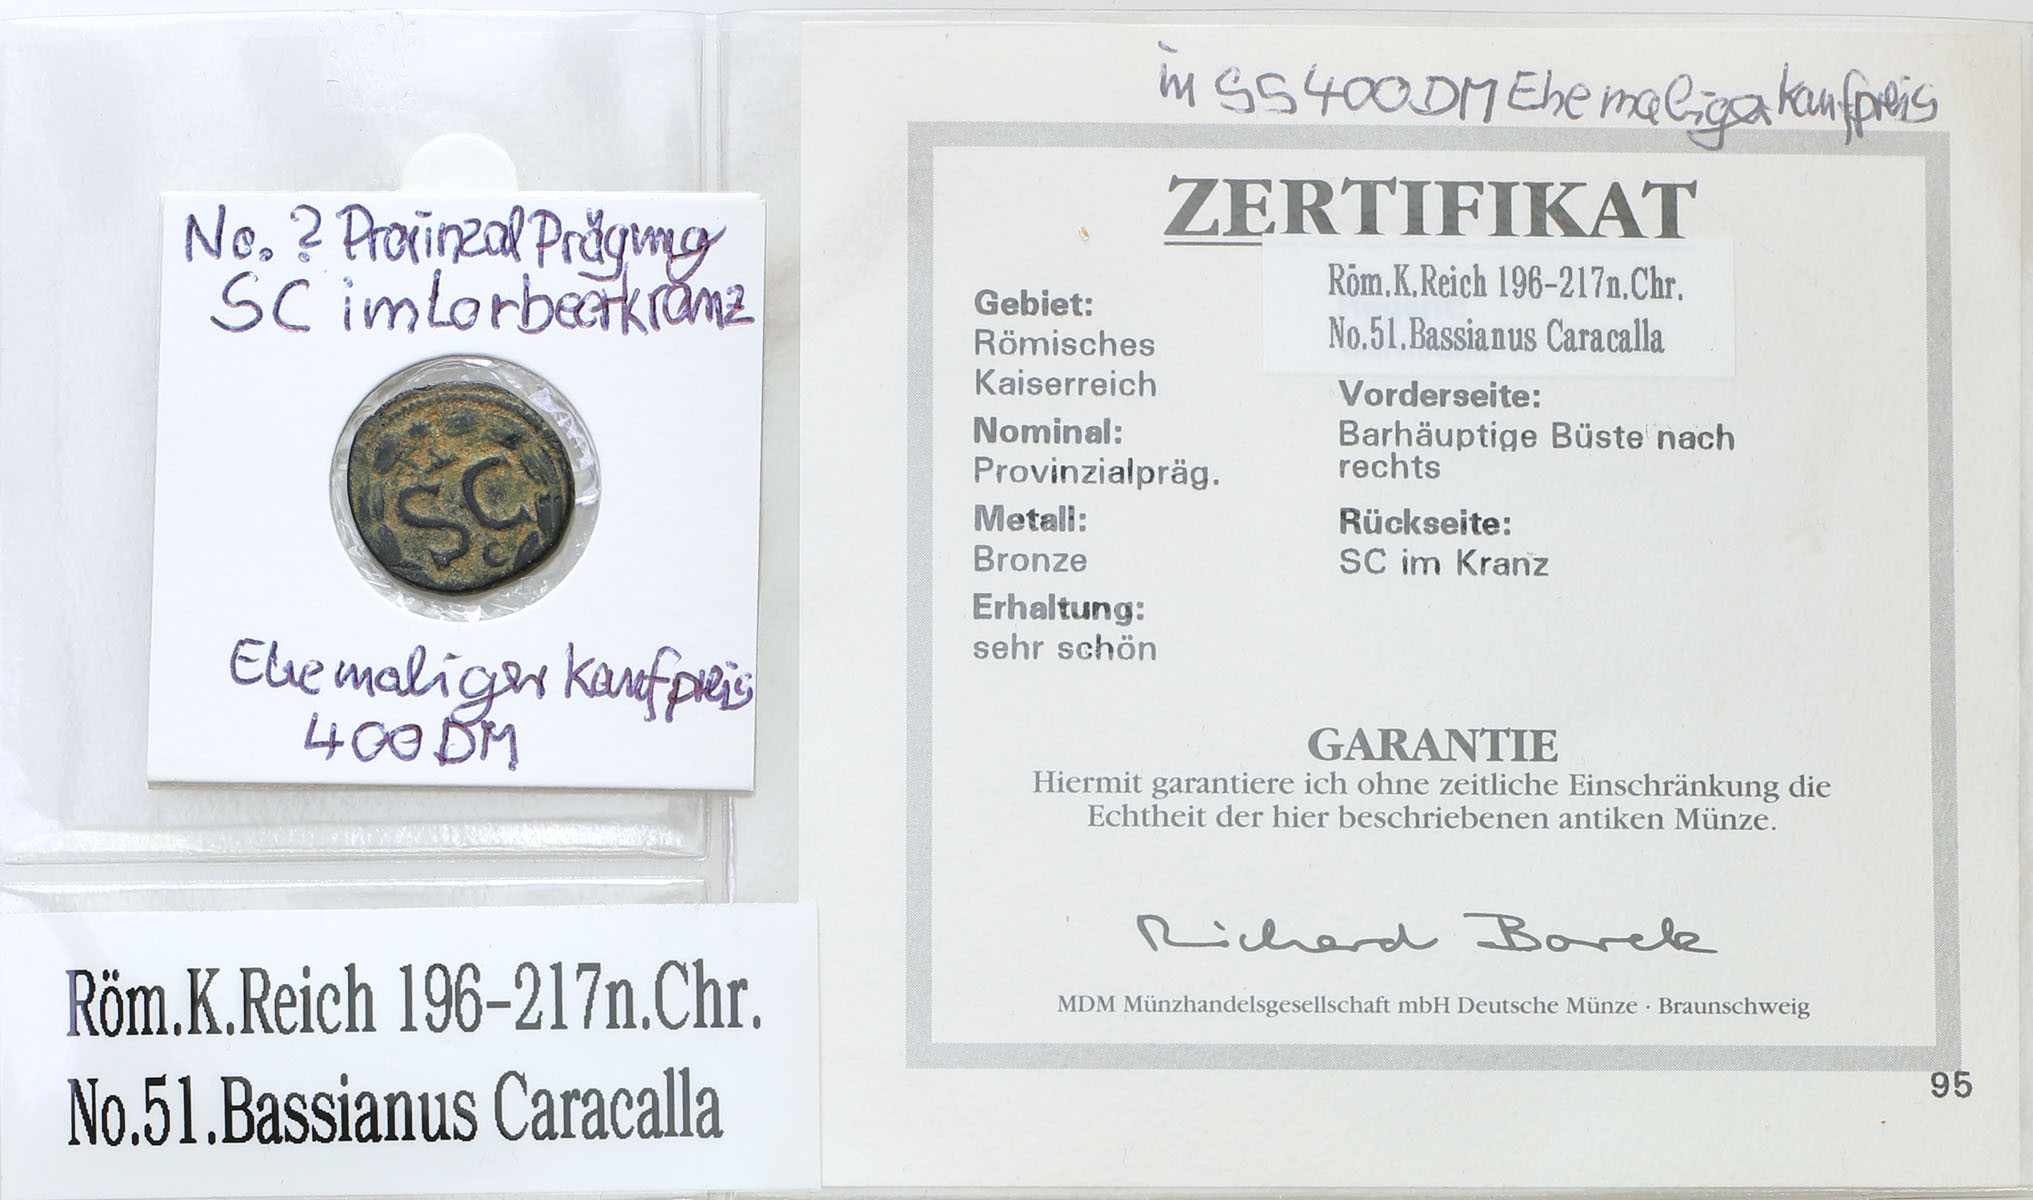 No. ? Provinzal Prägung
SC im Lorbeerkranz
SC
Ehemaliger Kaufpreis
400 DM
Röm.K.Reich 196-217n.Chr.
No.51.Bassianus Caracalla
in SS 400 DM Ehemaliger Kaufpreis
ZERTIFIKAT
Röm.K.Reich 196-217n.Chr.
No.51.Bassianus Caracalla
Gebiet:
Römisches
Kaiserreich
Nominal:
Provinzialpräg.
Metall:
Bronze
Erhaltung:
sehr schön
Vorderseite:
Barhäuptige Büste nach
rechts
Rückseite:
SC im Kranz
GARANTIE
Hiermit garantiere ich ohne zeitliche Einschränkung die
Echtheit der hier beschriebenen antiken Münze.
Richard Borek
MDM Münzhandelsgesellschaft mbH Deutsche Münze · Braunschweig
95